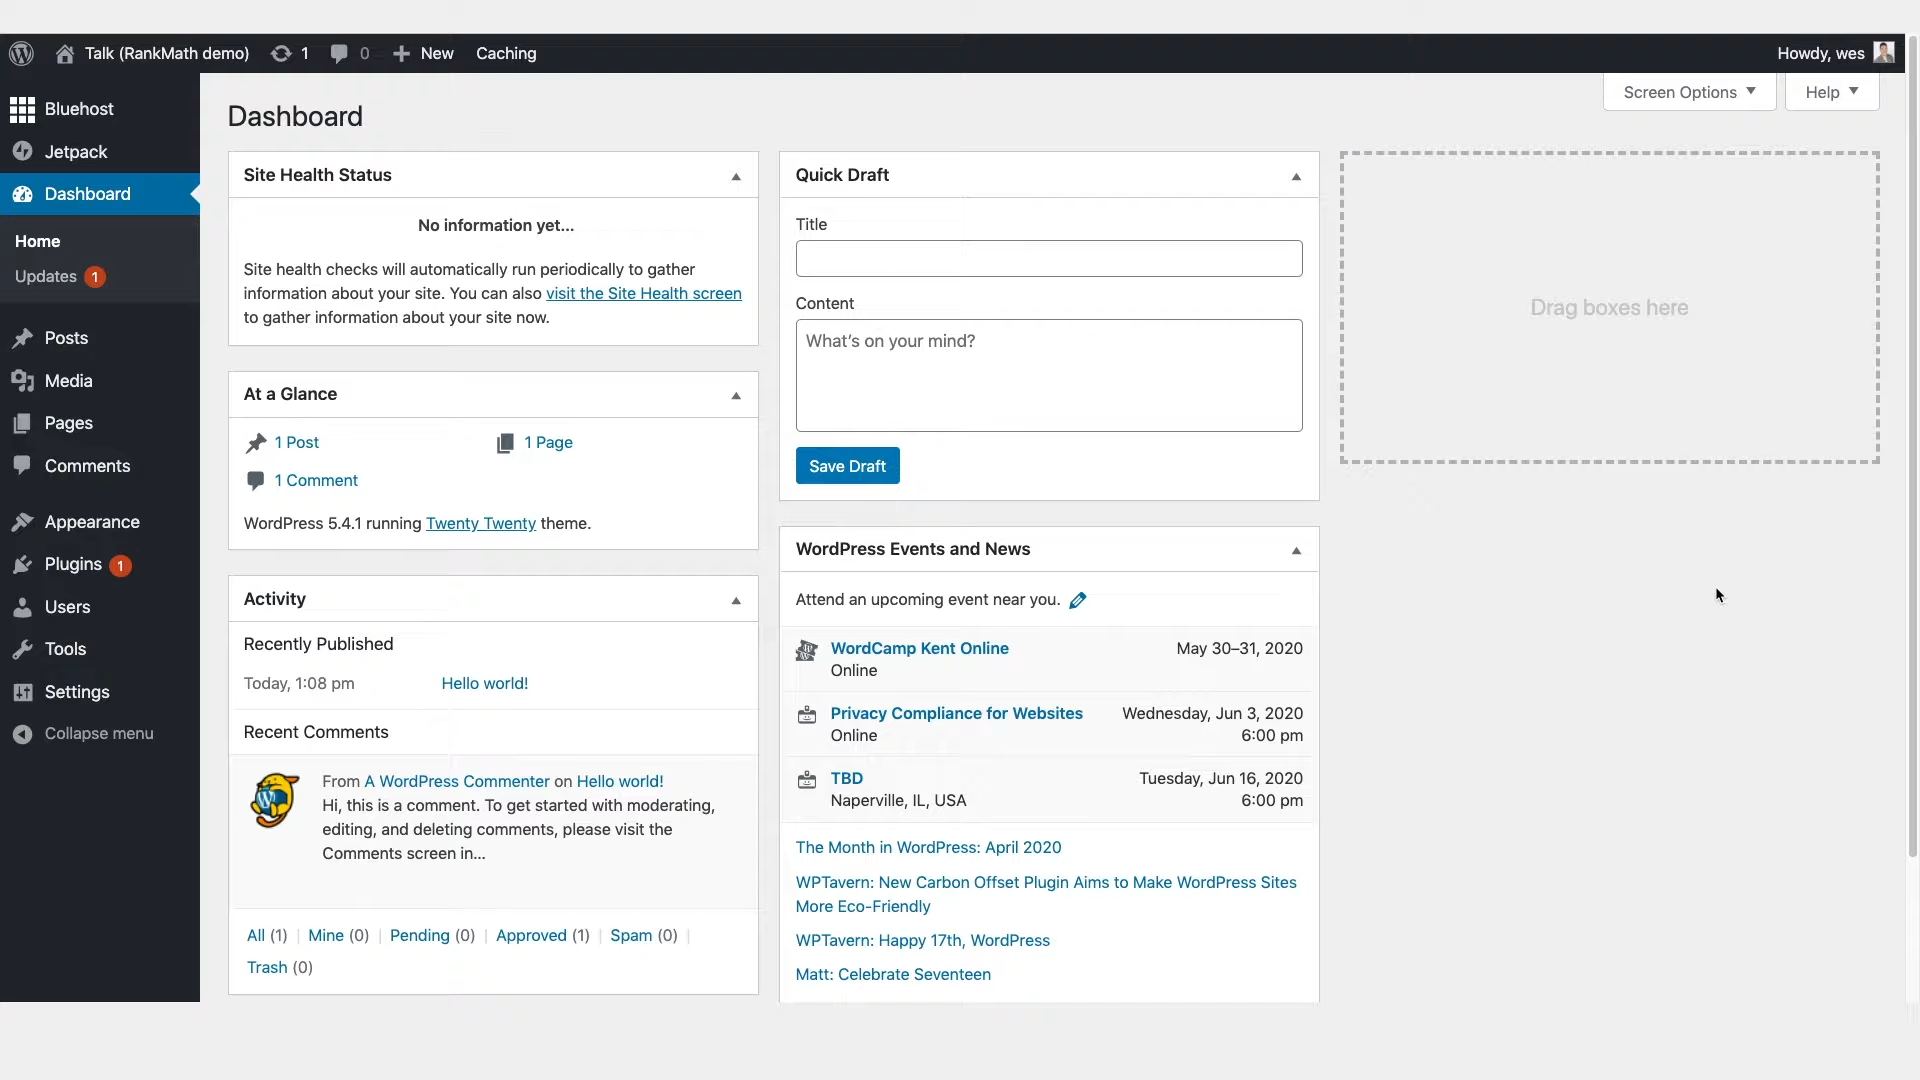 Talk (RankMath demo) 1 0 New Caching Howdy, wes
Screen Options Help
Bluehost
Jetpack
Dashboard
Home
Updates 1
Posts
Media
Pages
Comments
Appearance
Plugins 1
Users
Tools
Settings
Collapse menu
Dashboard
Site Health Status
No information yet...
Site health checks will automatically run periodically to gather
information about your site. You can also visit the Site Health screen
to gather information about your site now.
At a Glance
1 Post 1 Page
1 Comment
WordPress 5.4.1 running Twenty Twenty theme.
Activity
Recently Published
Today, 1:08 pm Hello world!
Recent Comments
From A WordPress Commenter on Hello world!
Hi, this is a comment. To get started with moderating,
editing, and deleting comments, please visit the
Comments screen in...
All (1) | Mine (0) | Pending (0) | Approved (1) | Spam (0) |
Trash (0)
Quick Draft
Title
Content
What's on your mind?
Save Draft
WordPress Events and News
Attend an upcoming event near you.
WordCamp Kent Online May 30–31, 2020
Online
Privacy Compliance for Websites Wednesday, Jun 3, 2020
Online 6:00 pm
TBD Tuesday, Jun 16, 2020
Naperville, IL, USA 6:00 pm
The Month in WordPress: April 2020
WPTavern: New Carbon Offset Plugin Aims to Make WordPress Sites
More Eco-Friendly
WPTavern: Happy 17th, WordPress
Matt: Celebrate Seventeen
Drag boxes here